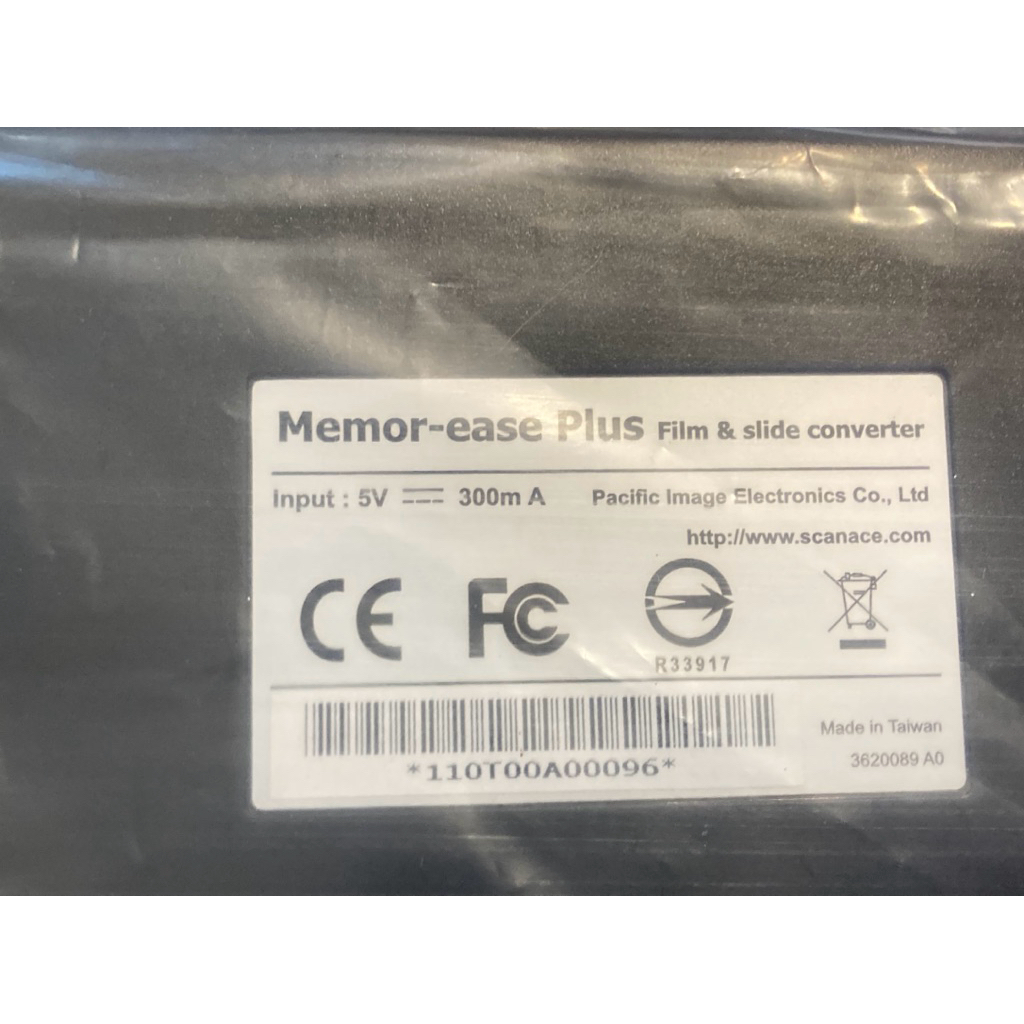 Memor-ease Plus Film & slide converter
Input : 5V 300m A Pacific Image Electronics Co., Ltd
http://www.scanace.com
CE FC
R33917
*110T00A00096*
Made in Taiwan
3620089 A0